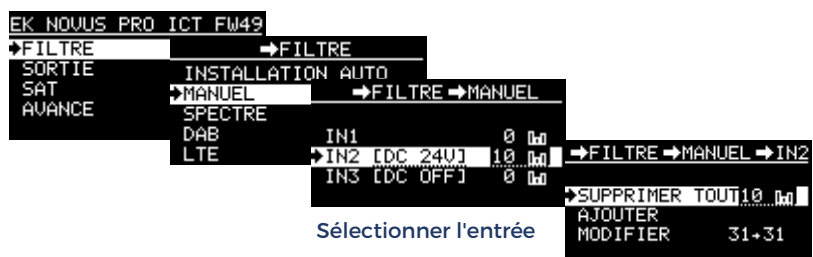 EK NOVUS PRO ICT FW49
→FILTRE
SORTIE
SAT
AVANCE
→FILTRE
INSTALLATION AUTO
→MANUEL
SPECTRE
DAB
LTE
→FILTRE→MANUEL
IN1 0
→IN2 [DC 24V] 10
IN3 [DC OFF] 0
Sélectionner l'entrée
→FILTRE→MANUEL→IN2
→SUPPRIMER TOUT 10
AJOUTER
MODIFIER 31→31